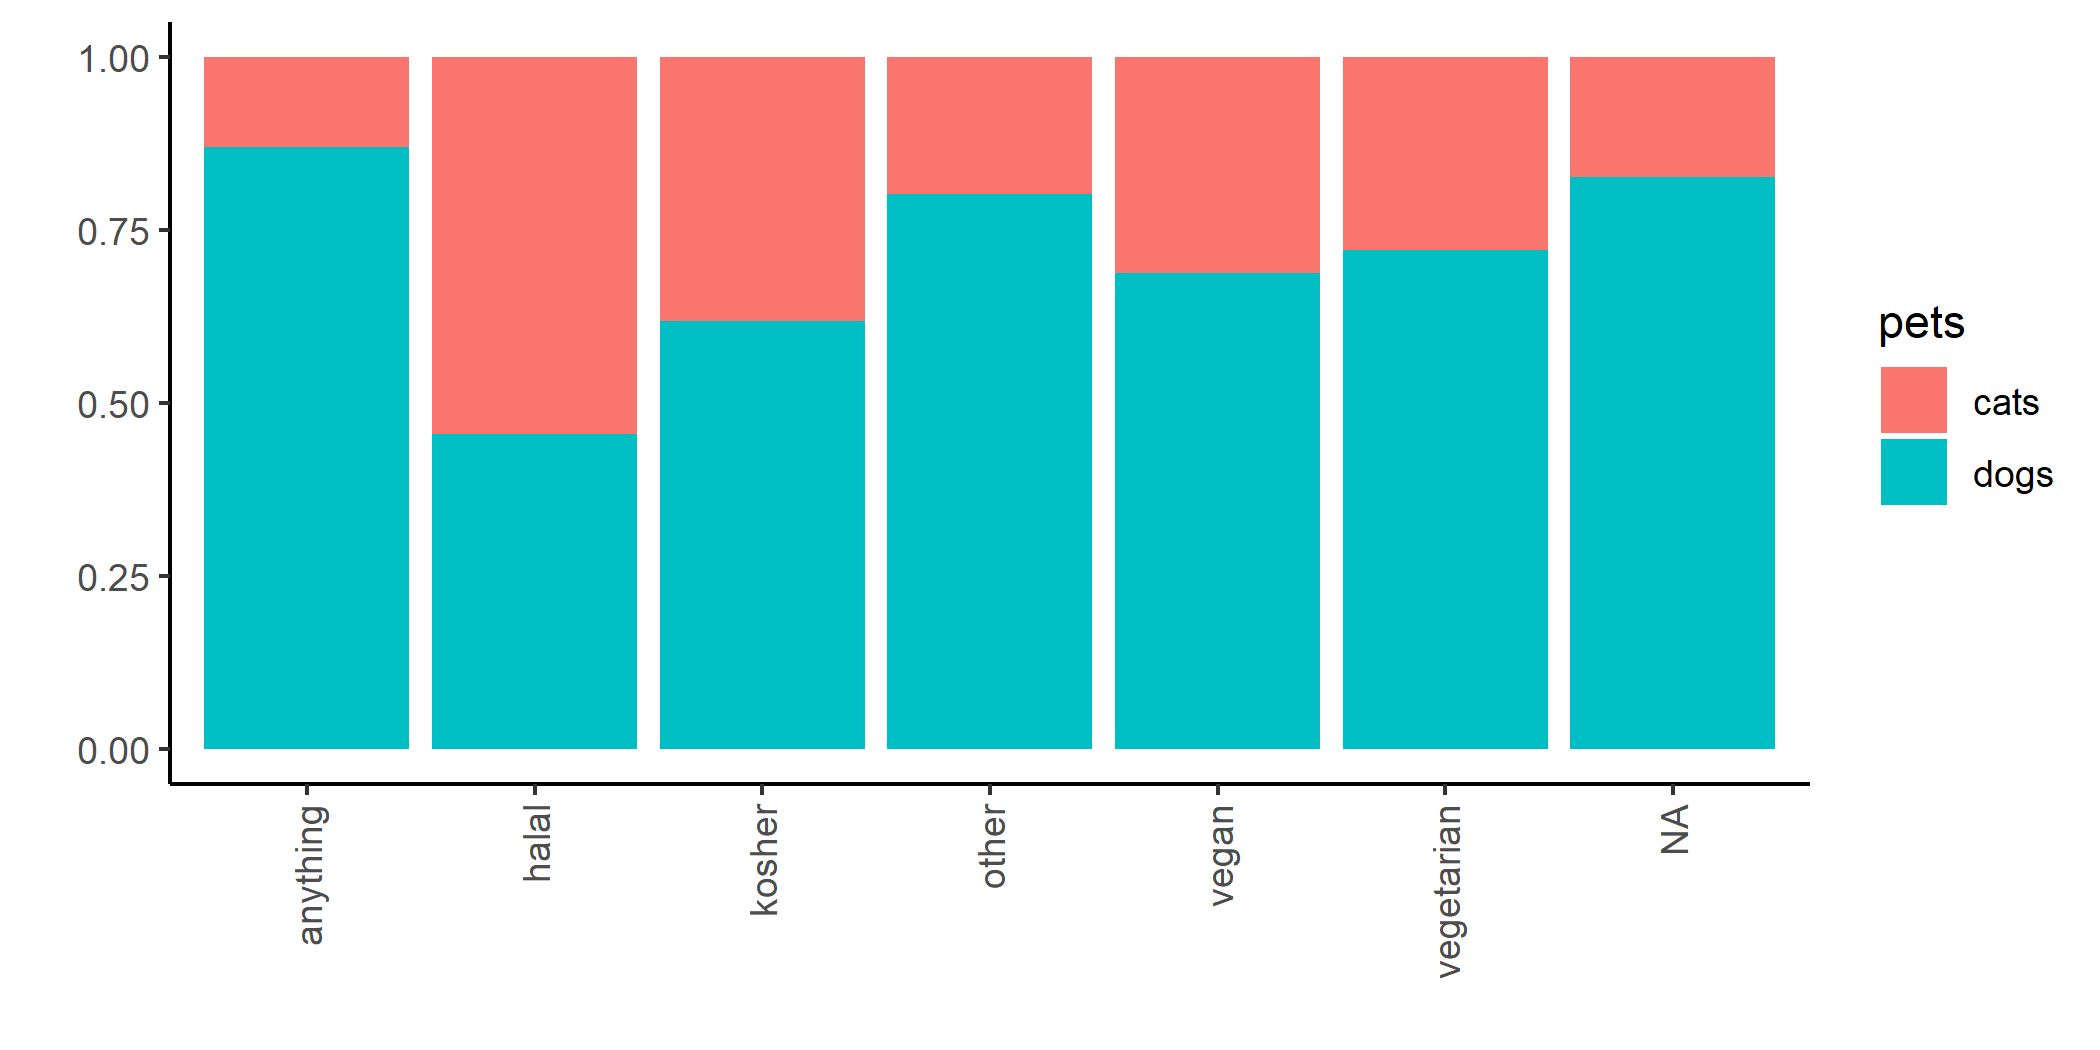 1.00
0.75
0.50
0.25
0.00
anything
halal
kosher
other
vegan
vegetarian
NA
pets
cats
dogs